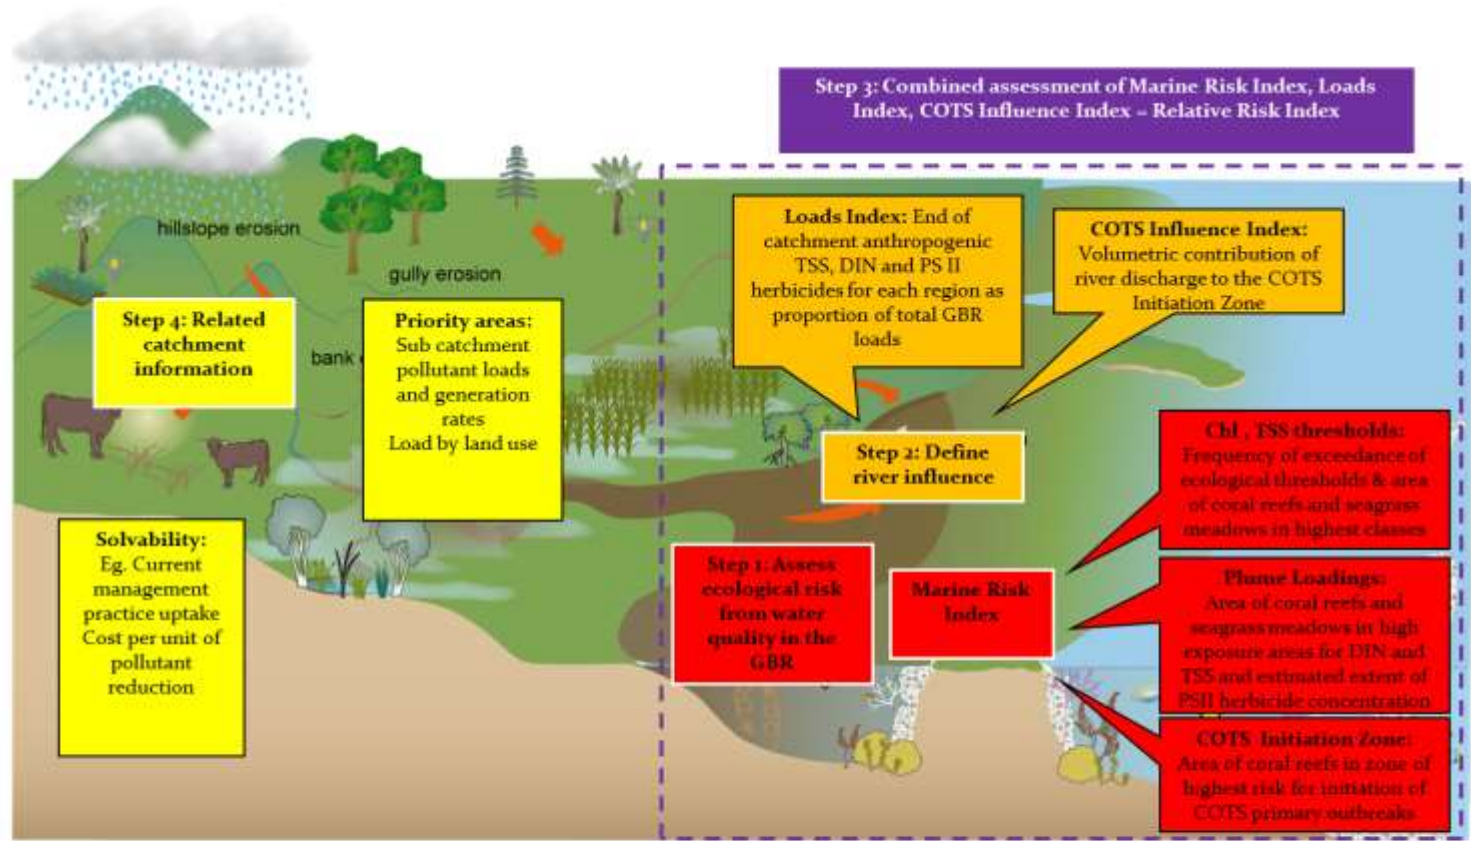 Step 3: Combined assessment of Marine Risk Index, Loads
Index, COTS Influence Index – Relative Risk Index
hillslope erosion
gully erosion
bank
Step 4: Related
catchment
information
Priority areas:
Sub catchment
pollutant loads
and generation
rates
Load by land use
Solvability:
Eg. Current
management
practice uptake
Cost per unit of
pollutant
reduction
Loads Index: End of
catchment anthropogenic
TSS, DIN and PS II
herbicides for each region as
proportion of total GBR
loads
COTS Influence Index:
Volumetric contribution of
river discharge to the COTS
Initiation Zone
Step 2: Define
river influence
Step 1: Assess
ecological risk
from water
quality in the
GBR
Marine Risk
Index
Chl , TSS thresholds:
Frequency of exceedance of
ecological thresholds & area
of coral reefs and seagrass
meadows in highest classes
Plume Loadings:
Area of coral reefs and
seagrass meadows in high
exposure areas for DIN and
TSS and estimated extent of
PSII herbicide concentration
COTS Initiation Zone:
Area of coral reefs in zone of
highest risk for initiation of
COTS primary outbreaks